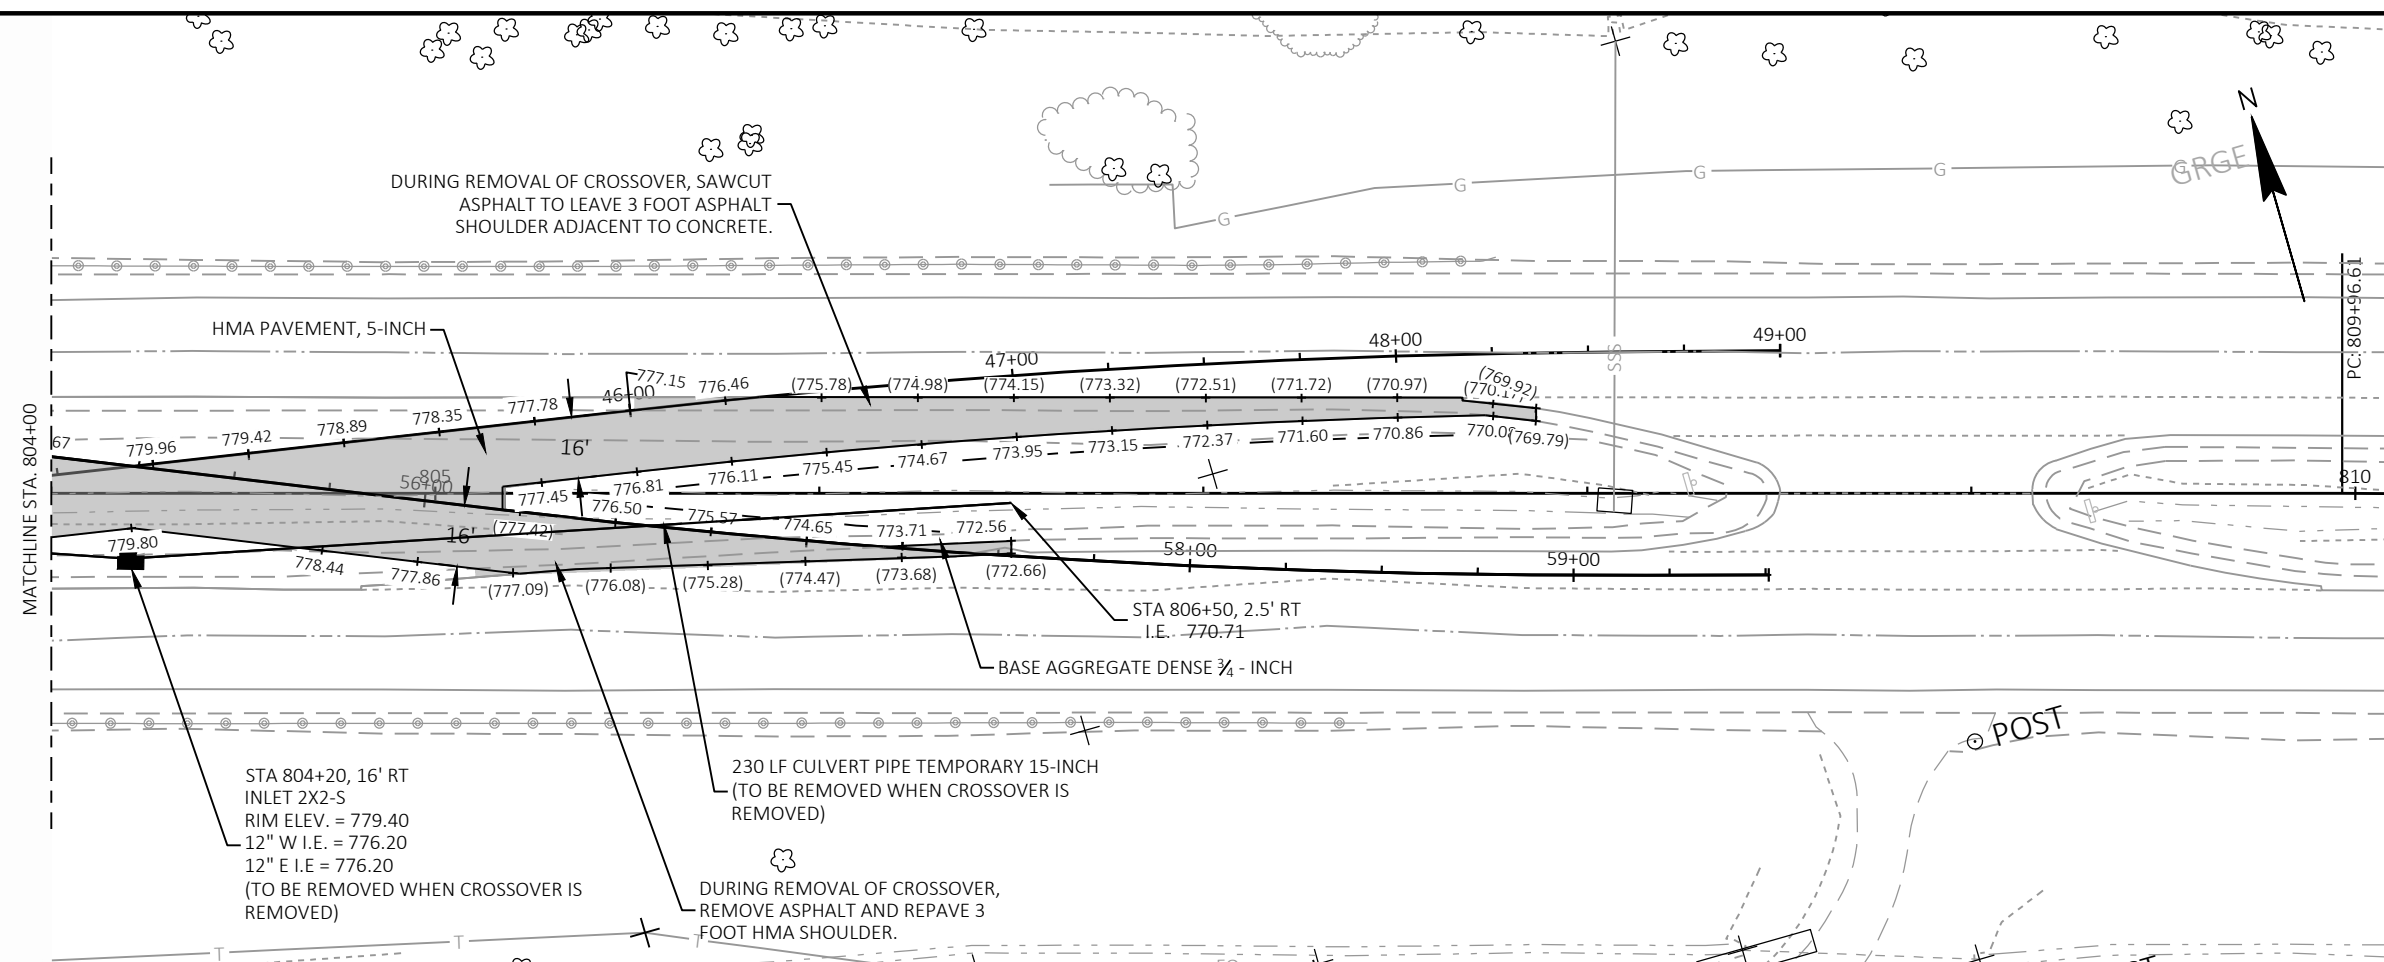 N
GRGE
G
G
G
G
G
DURING REMOVAL OF CROSSOVER, SAWCUT
ASPHALT TO LEAVE 3 FOOT ASPHALT
SHOULDER ADJACENT TO CONCRETE.
PC: 809+96.61
HMA PAVEMENT, 5-INCH
47+00
48+00
49+00
SSS
46+00
777.15
776.46
(775.78)
(774.98)
(774.15)
(773.32)
(772.51)
(771.72)
(770.97)
(769.92)
67
779.96
779.42
778.89
778.35
777.78
16'
776.81
776.11
775.45
774.67
773.95
773.15
772.37
771.60
770.86
(769.79)
MATCHLINE STA. 804+00
805
56+00
810
777.45
(777.42)
776.50
775.57
774.65
773.71
772.56
779.80
778.44
777.86
16'
(777.09)
(776.08)
(775.28)
(774.47)
(773.68)
(772.66)
58+00
59+00
STA 806+50, 2.5' RT
I.E. 770.71
BASE AGGREGATE DENSE ¾ - INCH
POST
STA 804+20, 16' RT
INLET 2X2-S
RIM ELEV. = 779.40
12" W I.E. = 776.20
12" E I.E = 776.20
(TO BE REMOVED WHEN CROSSOVER IS
REMOVED)
230 LF CULVERT PIPE TEMPORARY 15-INCH
(TO BE REMOVED WHEN CROSSOVER IS
REMOVED)
DURING REMOVAL OF CROSSOVER,
REMOVE ASPHALT AND REPAVE 3
FOOT HMA SHOULDER.
T
T
T